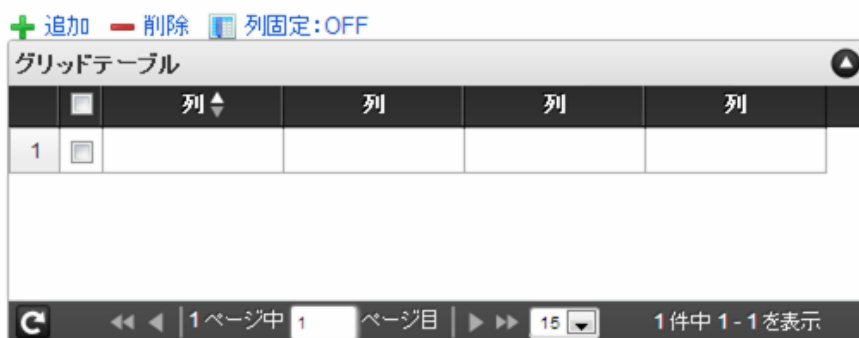 追加 削除 列固定:OFF
グリッドテーブル
列 列 列 列
1
1 ページ中 1 ページ目 15 1 件中 1 - 1 を表示